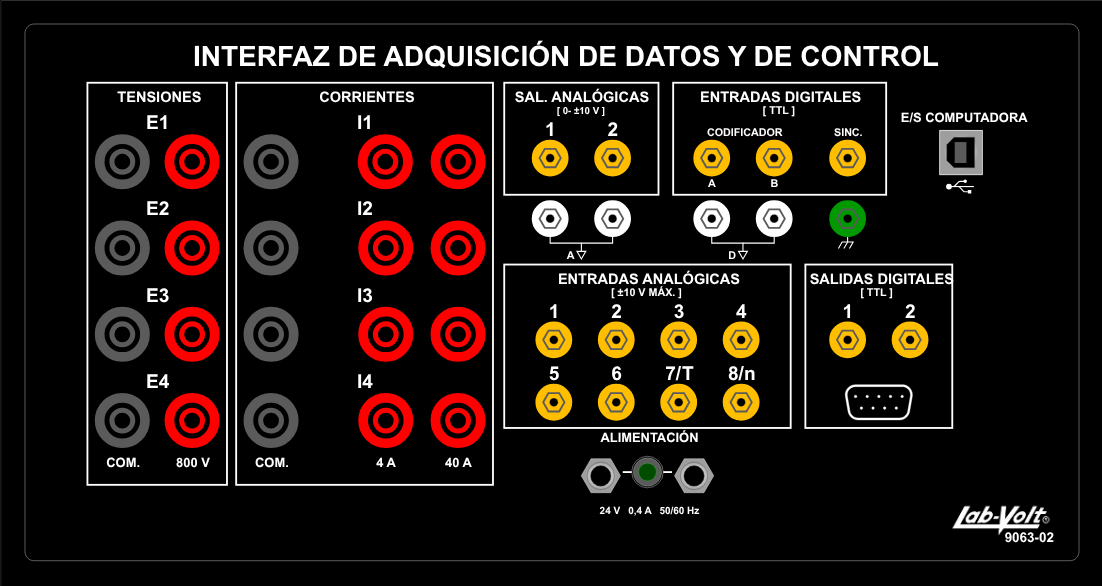 INTERFAZ DE ADQUISICIÓN DE DATOS Y DE CONTROL
TENSIONES
E1
E2
E3
E4
COM. 800 V
CORRIENTES
I1
I2
I3
I4
COM. 4 A 40 A
SAL. ANALÓGICAS
[ 0- ±10 V ]
1 2
A
ENTRADAS DIGITALES
[ TTL ]
CODIFICADOR SINC.
A B
D
E/S COMPUTADORA
ENTRADAS ANALÓGICAS
[ ±10 V MÁX. ]
1 2 3 4
5 6 7/T 8/n
SALIDAS DIGITALES
[ TTL ]
1 2
ALIMENTACIÓN
24 V 0,4 A 50/60 Hz
Lab-Volt®
9063-02